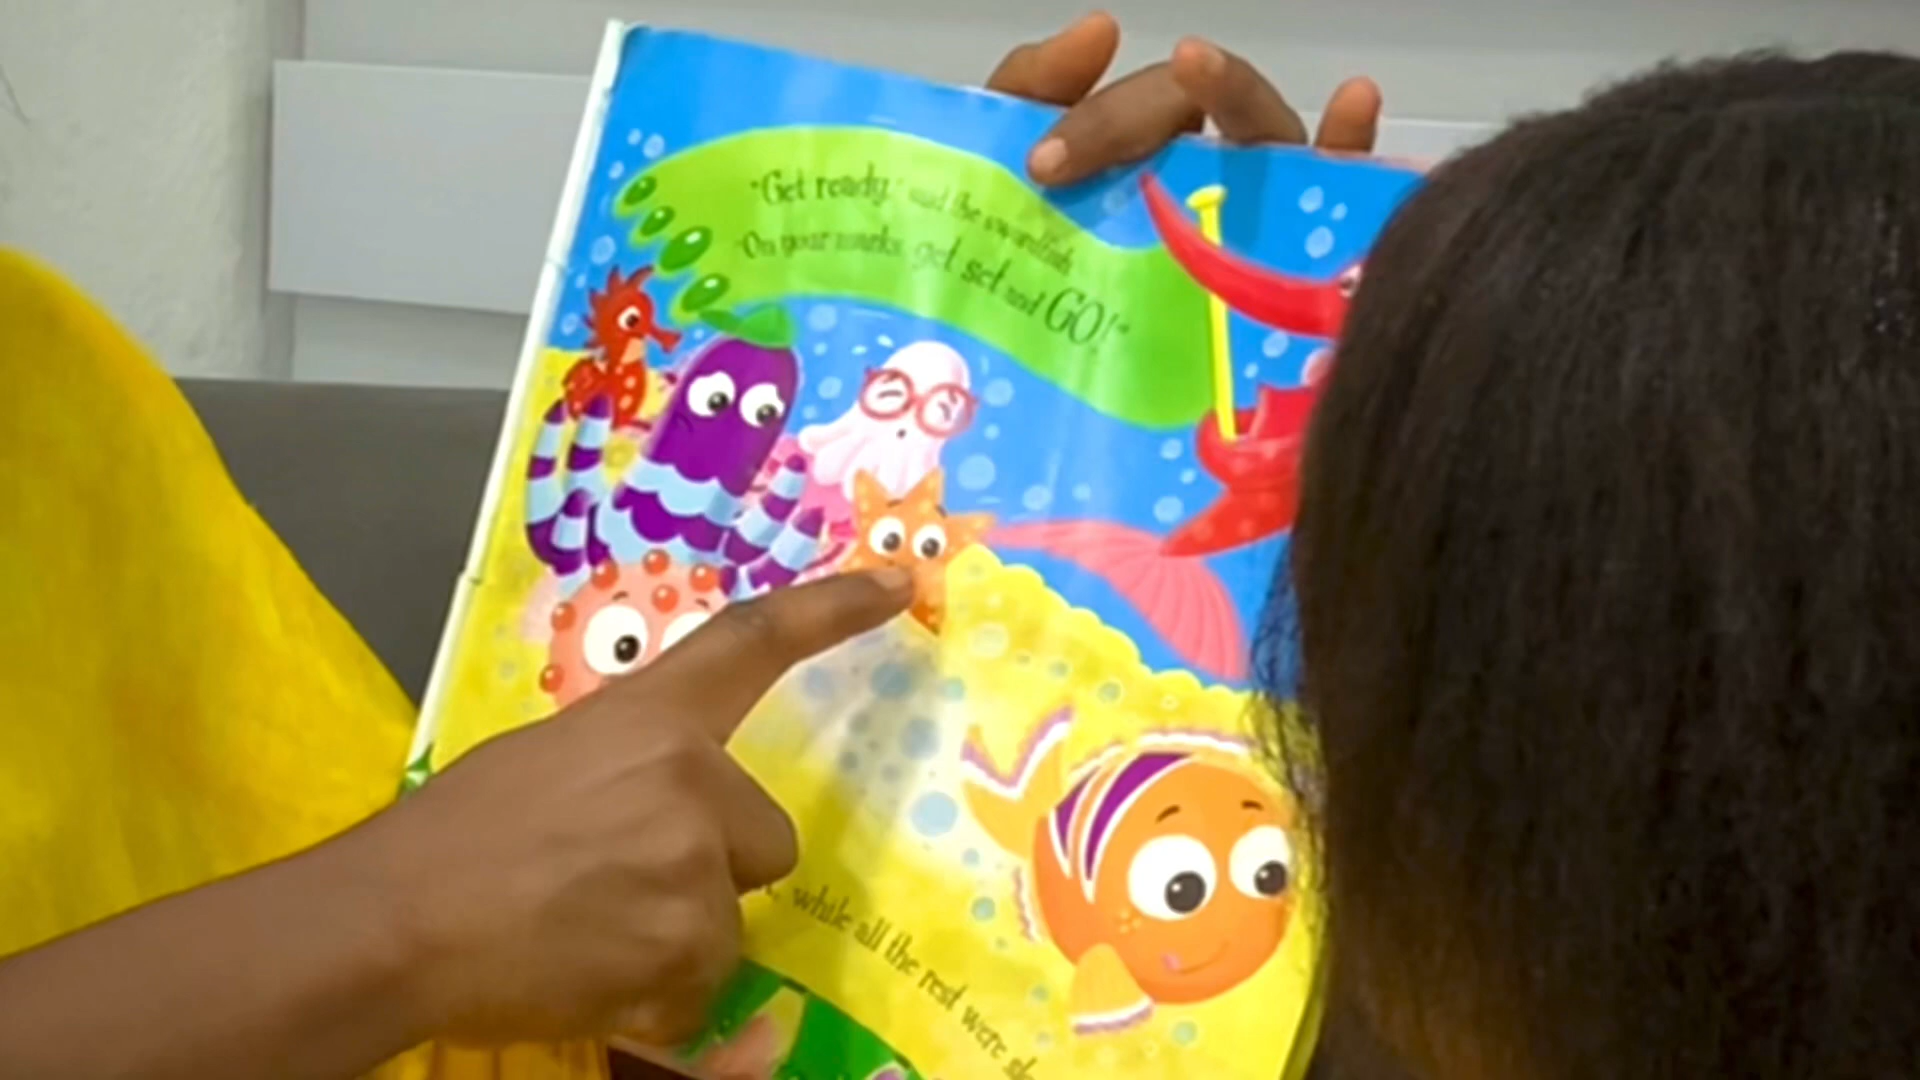 "Get ready," said the swordfish
"On your marks, get set and GO!"
while all the rest were